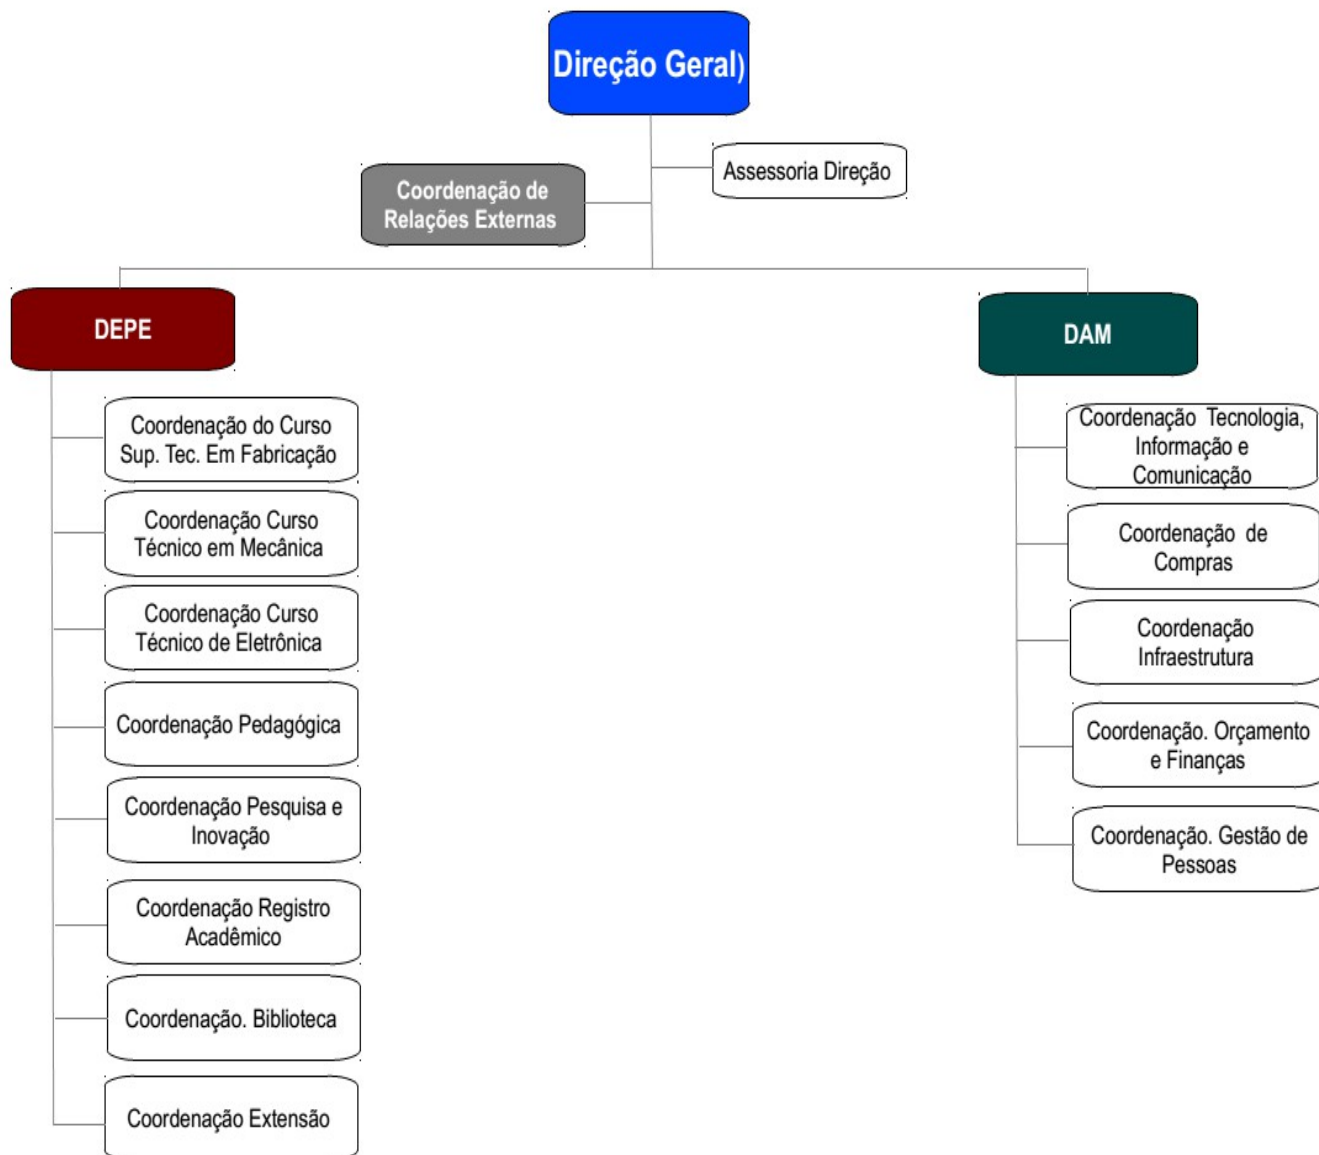 Direção Geral)
Assessoria Direção
Coordenação de
Relações Externas
DEPE
DAM
Coordenação do Curso
Sup. Tec. Em Fabricação
Coordenação Curso
Técnico em Mecânica
Coordenação Curso
Técnico de Eletrônica
Coordenação Pedagógica
Coordenação Pesquisa e
Inovação
Coordenação Registro
Acadêmico
Coordenação. Biblioteca
Coordenação Extensão
Coordenação Tecnologia,
Informação e
Comunicação
Coordenação de
Compras
Coordenação
Infraestrutura
Coordenação. Orçamento
e Finanças
Coordenação. Gestão de
Pessoas